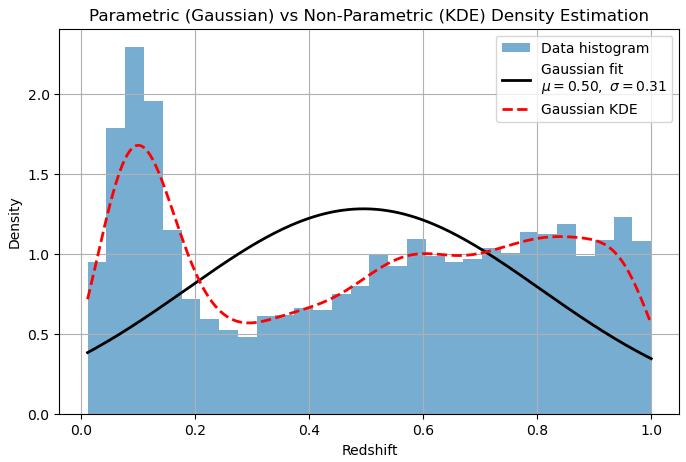 Parametric (Gaussian) vs Non-Parametric (KDE) Density Estimation
Data histogram
Gaussian fit
μ = 0.50, σ = 0.31
Gaussian KDE
Density
2.0
1.5
1.0
0.5
0.0
0.0 0.2 0.4 0.6 0.8 1.0
Redshift